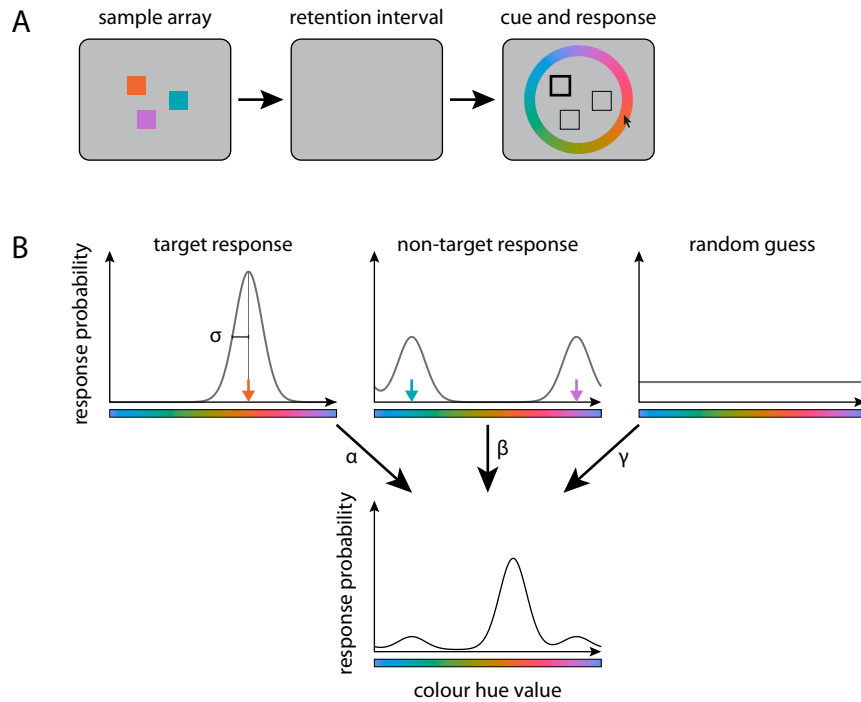 A
sample array
retention interval
cue and response
B
target response
non-target response
random guess
response probability
σ
α
β
γ
response probability
colour hue value